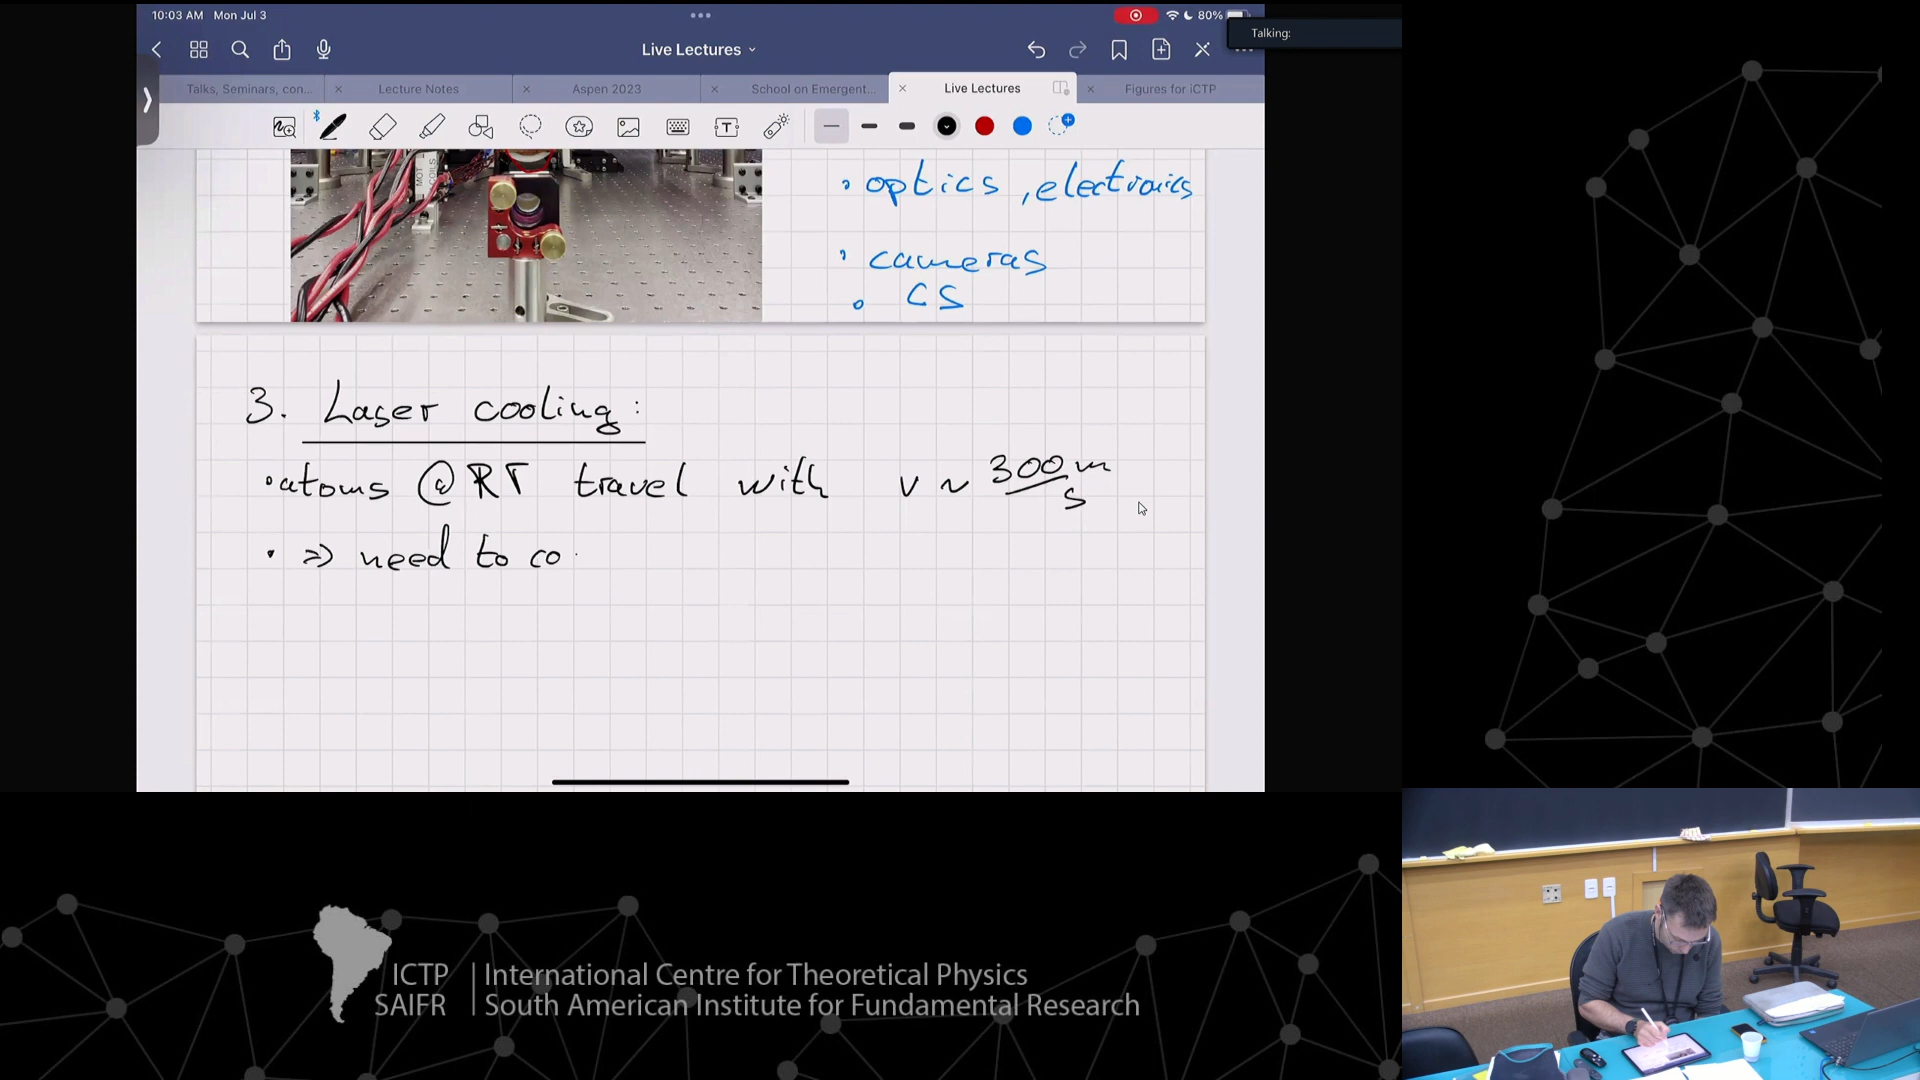 10:03 AM Mon Jul 3
80%
Talking:
Live Lectures
Talks, Seminars, con...
Lecture Notes
Aspen 2023
School on Emergent...
Live Lectures
Figures for iCTP
MOT COILS
• optics, electronics
• cameras
• CS
3. Laser cooling:
• atoms @RT travel with v ~ 300 m/s
• ⇒ need to co
ICTP | International Centre for Theoretical Physics
SAIFR | South American Institute for Fundamental Research